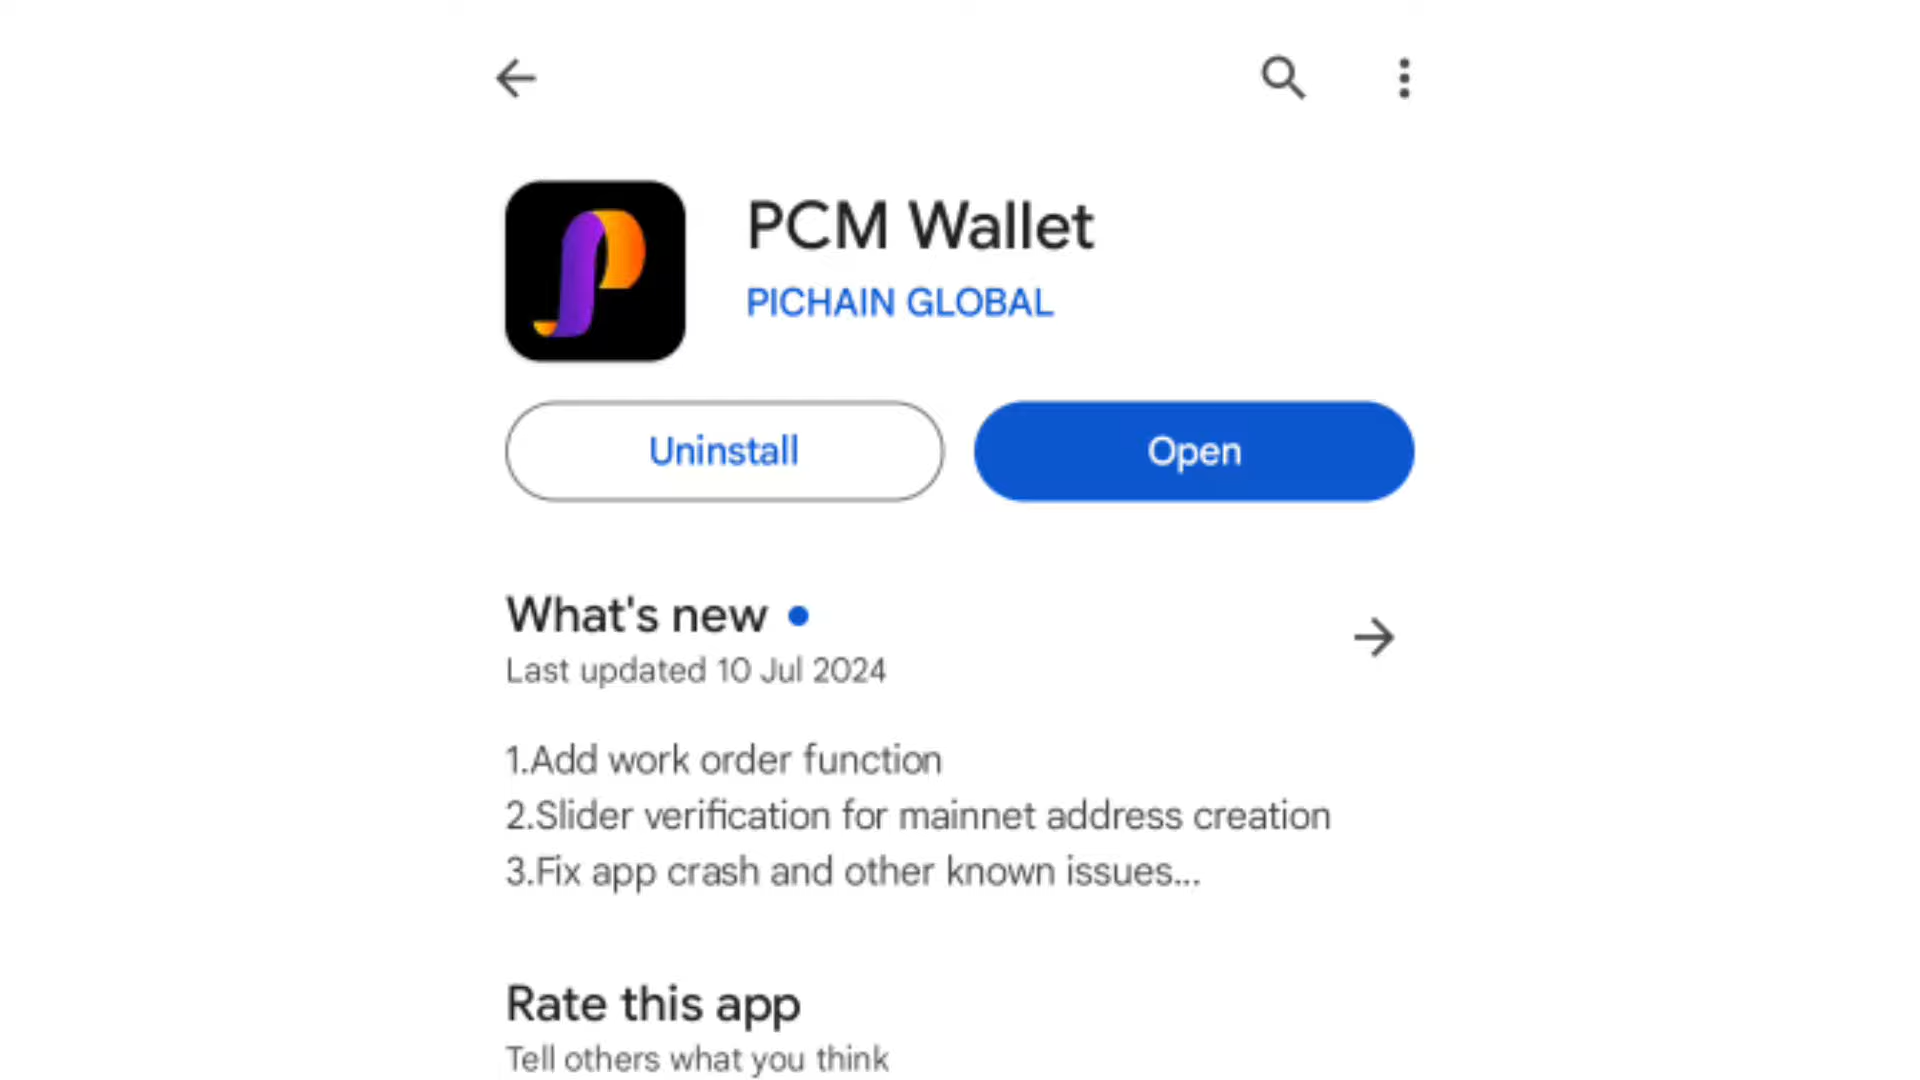 PCM Wallet
PICHAIN GLOBAL
Uninstall
Open
What's new
Last updated 10 Jul 2024
1.Add work order function
2.Slider verification for mainnet address creation
3.Fix app crash and other known issues...
Rate this app
Tell others what you think